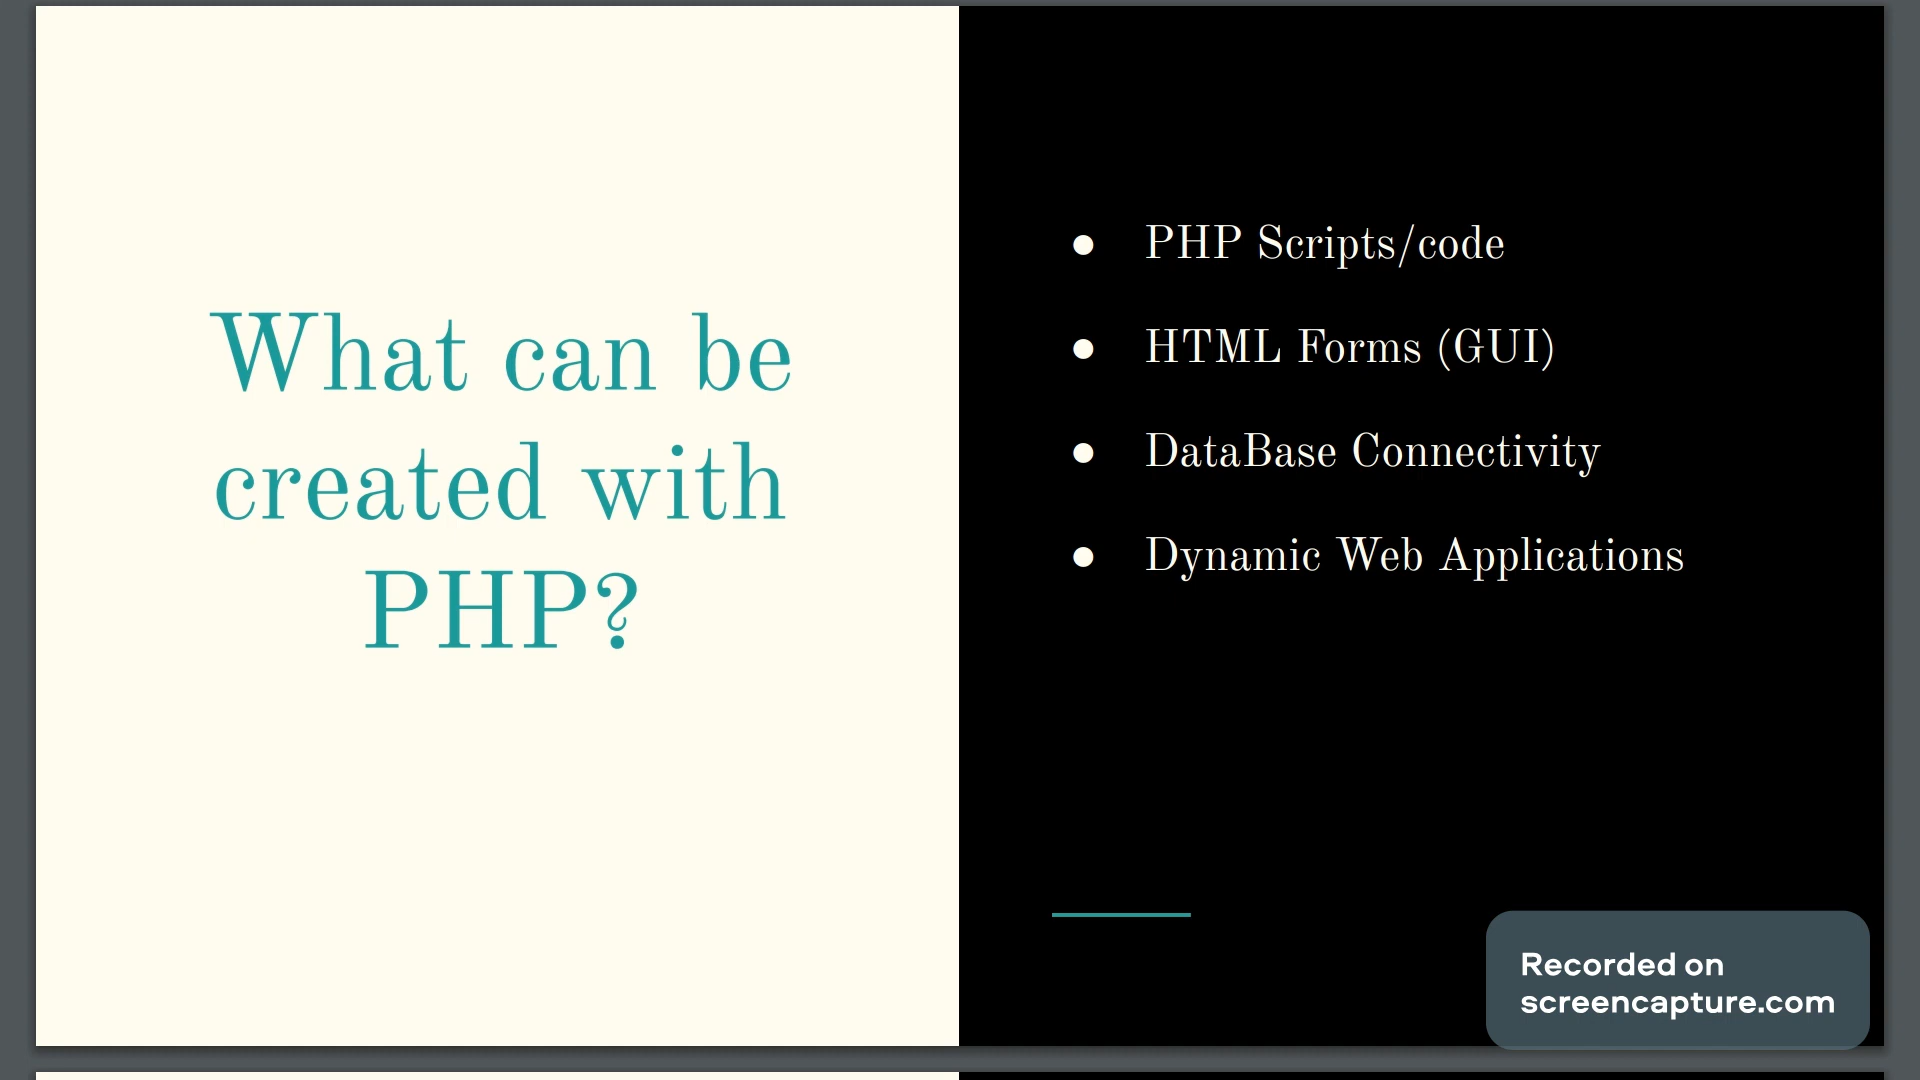 What can be
created with
PHP?
● PHP Scripts/code
● HTML Forms (GUI)
● DataBase Connectivity
● Dynamic Web Applications
Recorded on
screencapture.com